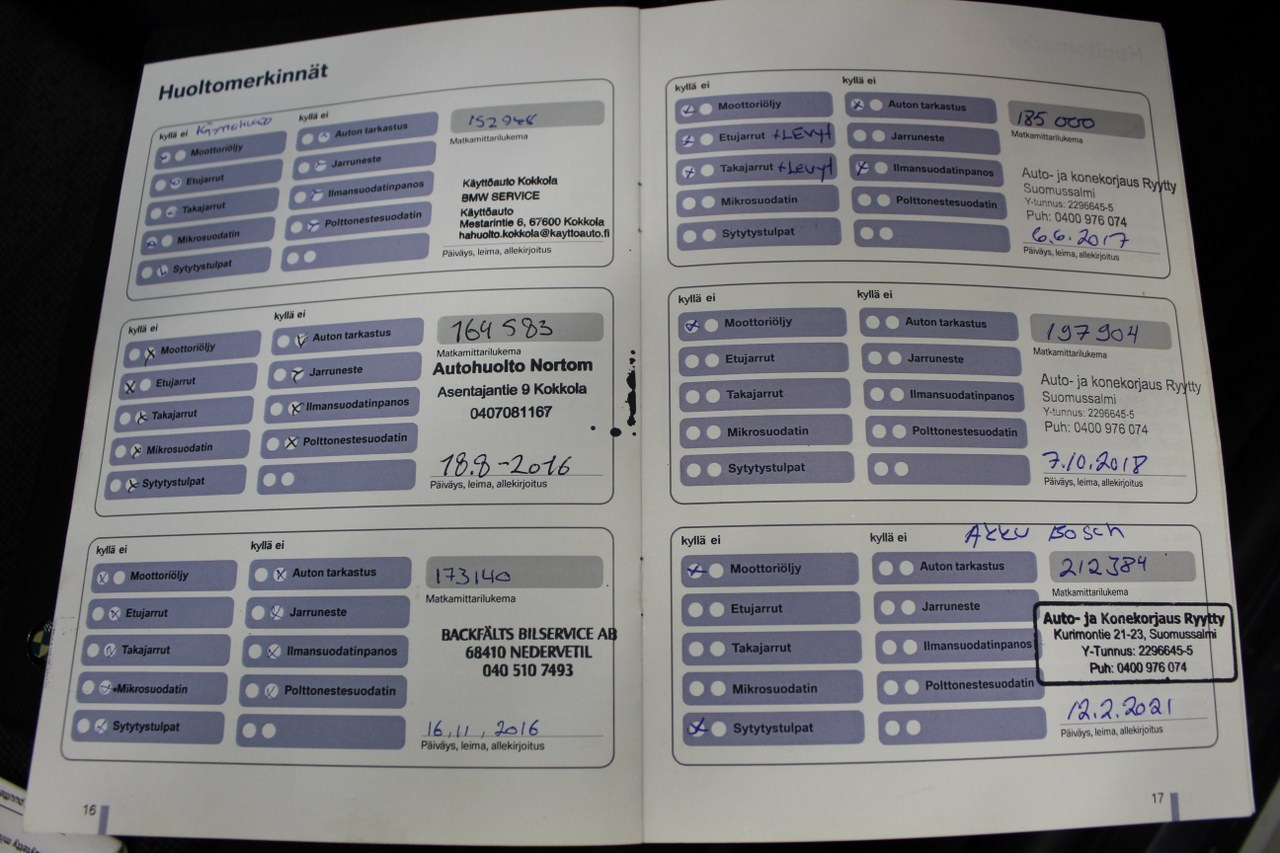 Huoltomerkinnät
kyllä ei
kyllä ei
Moottoriöljy
Etujarrut
Takajarrut
Mikrosuodatin
Sytytystulpat
Auton tarkastus
Jarruneste
Ilmansuodatinpanos
Polttonestesuodatin
152948
Matkamittarilukema
Käyttöauto Kokkola
BMW SERVICE
Käyttöauto
Mestarintie 6, 67600 Kokkola
hahuolto.kokkola@kayttoauto.fi
Päiväys, leima, allekirjoitus
kyllä ei
kyllä ei
Moottoriöljy
Etujarrut
Takajarrut
Mikrosuodatin
Sytytystulpat
Auton tarkastus
Jarruneste
Ilmansuodatinpanos
Polttonestesuodatin
164 583
Matkamittarilukema
Autohuolto Nortom
Asentajantie 9 Kokkola
0407081167
18.8-2016
Päiväys, leima, allekirjoitus
kyllä ei
kyllä ei
Moottoriöljy
Etujarrut
Takajarrut
Mikrosuodatin
Sytytystulpat
Auton tarkastus
Jarruneste
Ilmansuodatinpanos
Polttonestesuodatin
173140
Matkamittarilukema
BACKFÄLTS BILSERVICE AB
68410 NEDERVETIL
040 510 7493
16.11.2016
Päiväys, leima, allekirjoitus
16
kyllä ei
kyllä ei
Moottoriöljy
Etujarrut +LEvyt
Takajarrut +Levyt
Mikrosuodatin
Sytytystulpat
Auton tarkastus
Jarruneste
Ilmansuodatinpanos
Polttonestesuodatin
185 000
Matkamittarilukema
Auto- ja konekorjaus Ryytty
Suomussalmi
Y-tunnus: 2296645-5
Puh: 0400 976 074
6.6.2017
Päiväys, leima, allekirjoitus
kyllä ei
kyllä ei
Moottoriöljy
Etujarrut
Takajarrut
Mikrosuodatin
Sytytystulpat
Auton tarkastus
Jarruneste
Ilmansuodatinpanos
Polttonestesuodatin
197904
Matkamittarilukema
Auto- ja konekorjaus Ryytty
Suomussalmi
Y-tunnus: 2296645-5
Puh: 0400 976 074
7.10.2018
Päiväys, leima, allekirjoitus
kyllä ei
kyllä ei
Akku Bosch
Moottoriöljy
Etujarrut
Takajarrut
Mikrosuodatin
Sytytystulpat
Auton tarkastus
Jarruneste
Ilmansuodatinpanos
Polttonestesuodatin
212384
Matkamittarilukema
Auto- ja Konekorjaus Ryytty
Kurimontie 21-23, Suomussalmi
Y-Tunnus: 2296645-5
Puh: 0400 976 074
12.2.2021
Päiväys, leima, allekirjoitus
17